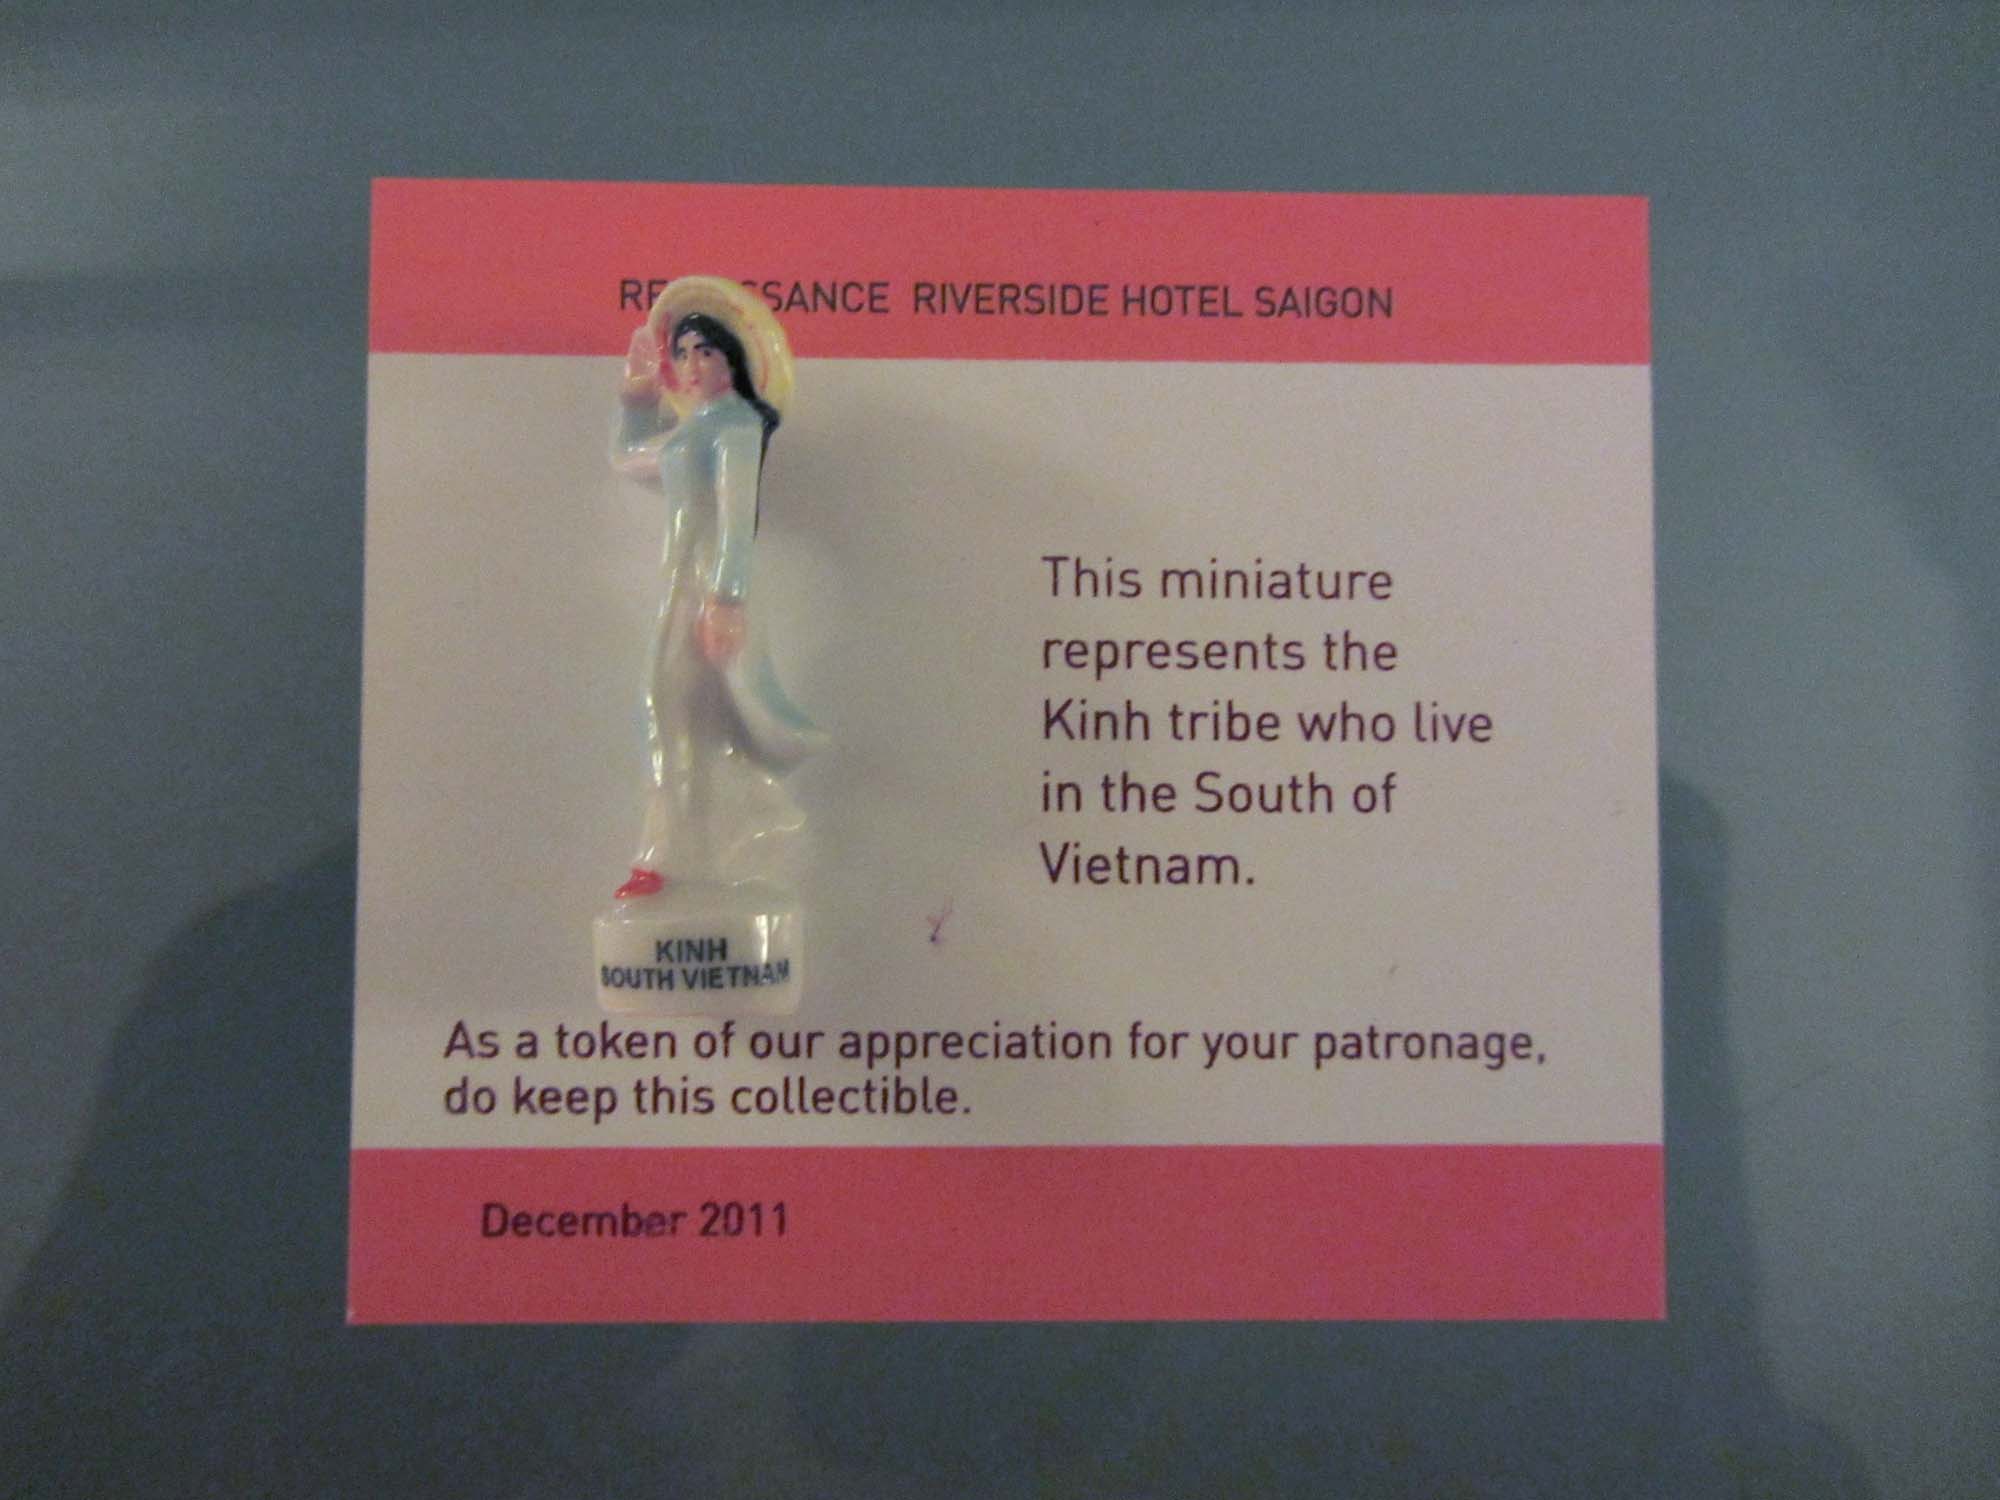 RENAISSANCE RIVERSIDE HOTEL SAIGON
This miniature
represents the
Kinh tribe who live
in the South of
Vietnam.
KINH
SOUTH VIETNAM
As a token of our appreciation for your patronage,
do keep this collectible.
December 2011